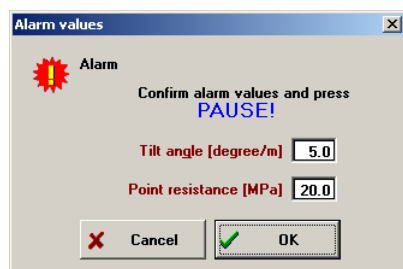 Alarm values
Alarm
Confirm alarm values and press
PAUSE!
Tilt angle [degree/m] 5.0
Point resistance [MPa] 20.0
Cancel OK